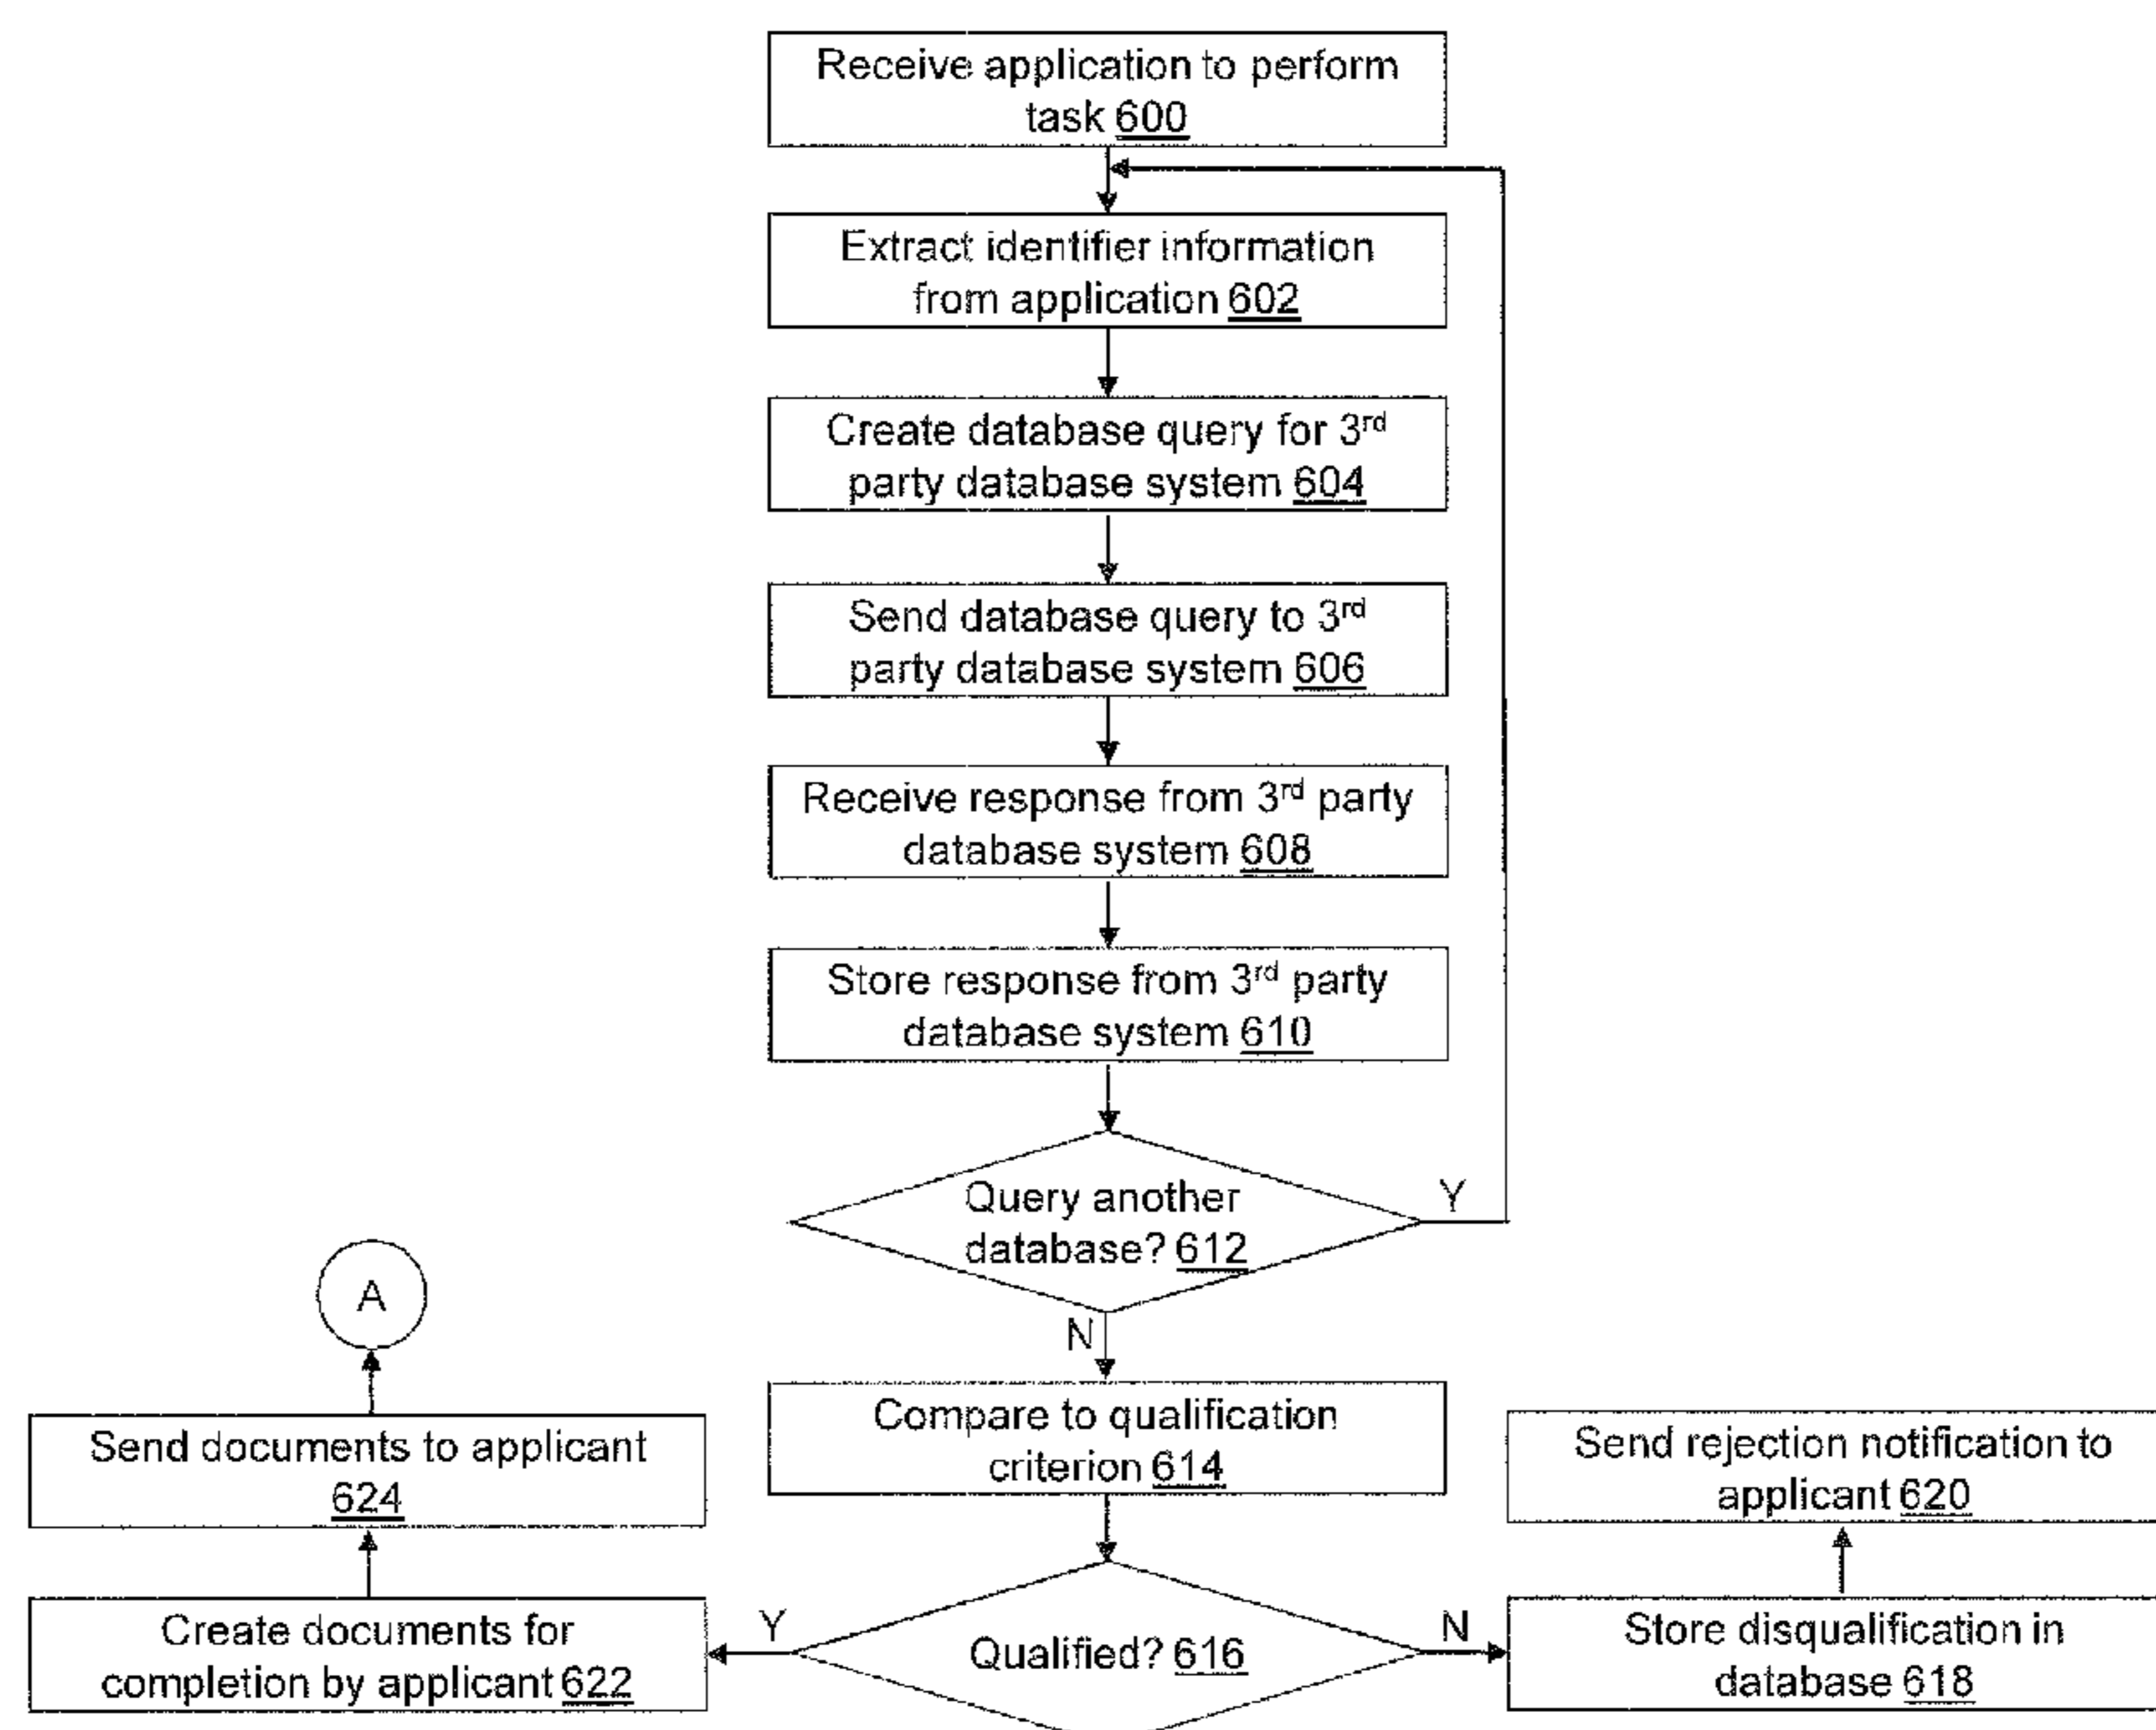 Receive application to perform
task 600
Extract identifier information
from application 602
Create database query for 3rd
party database system 604
Send database query to 3rd
party database system 606
Receive response from 3rd party
database system 608
Store response from 3rd party
database system 610
Query another
database? 612
Y
N
A
Compare to qualification
criterion 614
Send documents to applicant
624
Send rejection notification to
applicant 620
Qualified? 616
Y
N
Create documents for
completion by applicant 622
Store disqualification in
database 618